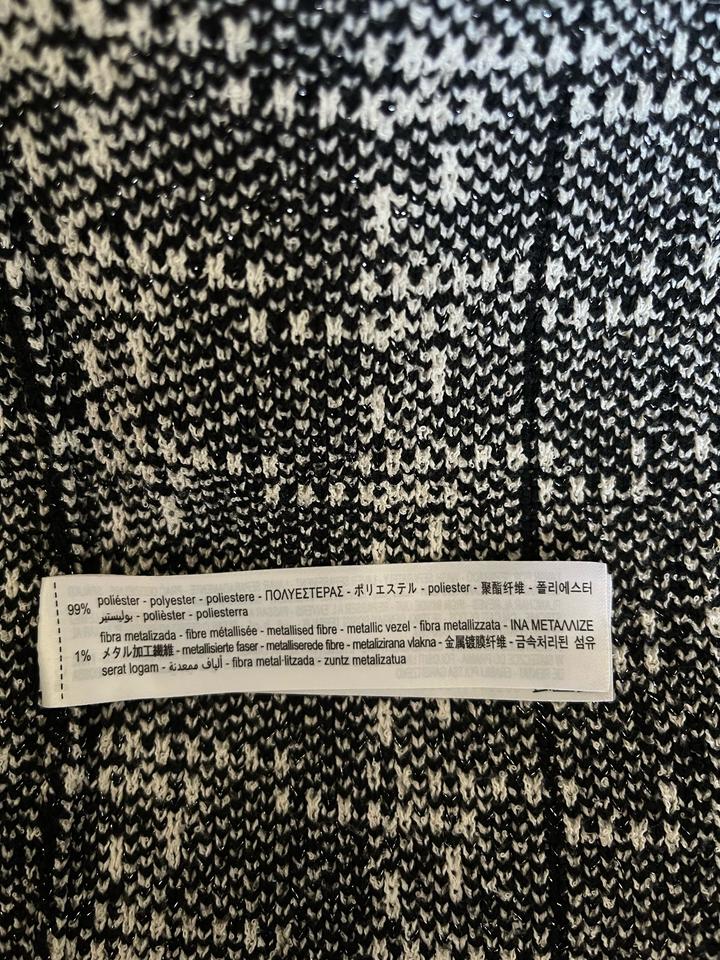 99% poliéster - polyester - poliestere - ΠΟΛΥΕΣΤΕΡΑΣ - ポリエステル - poliester - 聚酯纤维 - 폴리에스터
بوليستير - polièster - poliesterra
fibra metalizada - fibre métallisée - metallised fibre - metallic vezel - fibra metallizzata - ΙΝΑ ΜΕΤΑΛΛΙΖΕ
1% メタル加工繊維 - metallisierte faser - metalliserede fibre - metalizirana vlakna - 金属镀膜纤维 - 금속처리된 섬유
serat logam - ألياف ممعدنة - fibra metal·litzada - zuntz metalizatua